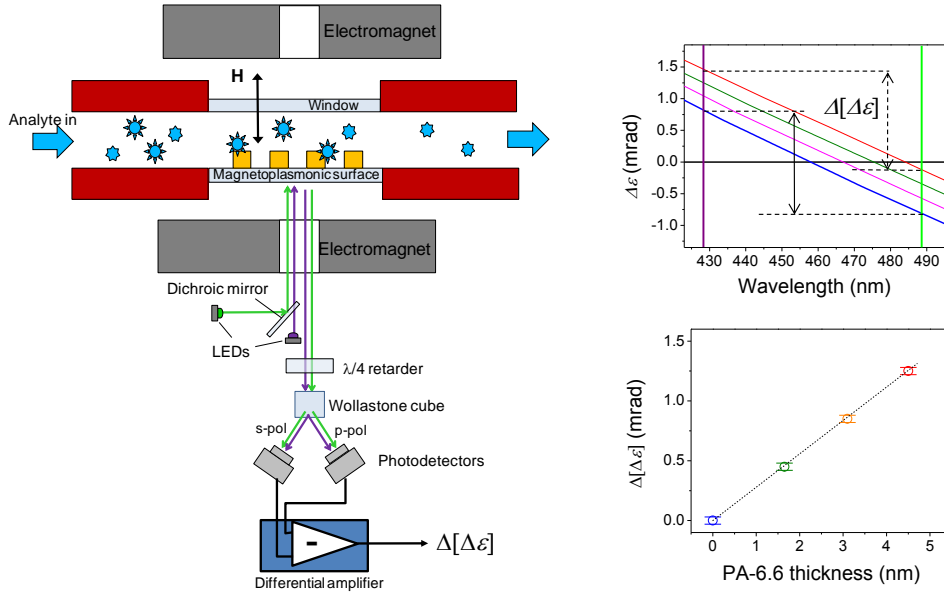 Electromagnet
H
Window
Analyte in
Magnetoplasmonic surface
Electromagnet
Dichroic mirror
LEDs
λ/4 retarder
Wollastone cube
s-pol
p-pol
Photodetectors
-
Δ[Δε]
Differential amplifier
1.5
1.0
0.5
0.0
-0.5
-1.0
Δε (mrad)
Δ[Δε]
430 440 450 460 470 480 490
Wavelength (nm)
1.5
1.0
0.5
0.0
Δ[Δε] (mrad)
0 1 2 3 4 5
PA-6.6 thickness (nm)